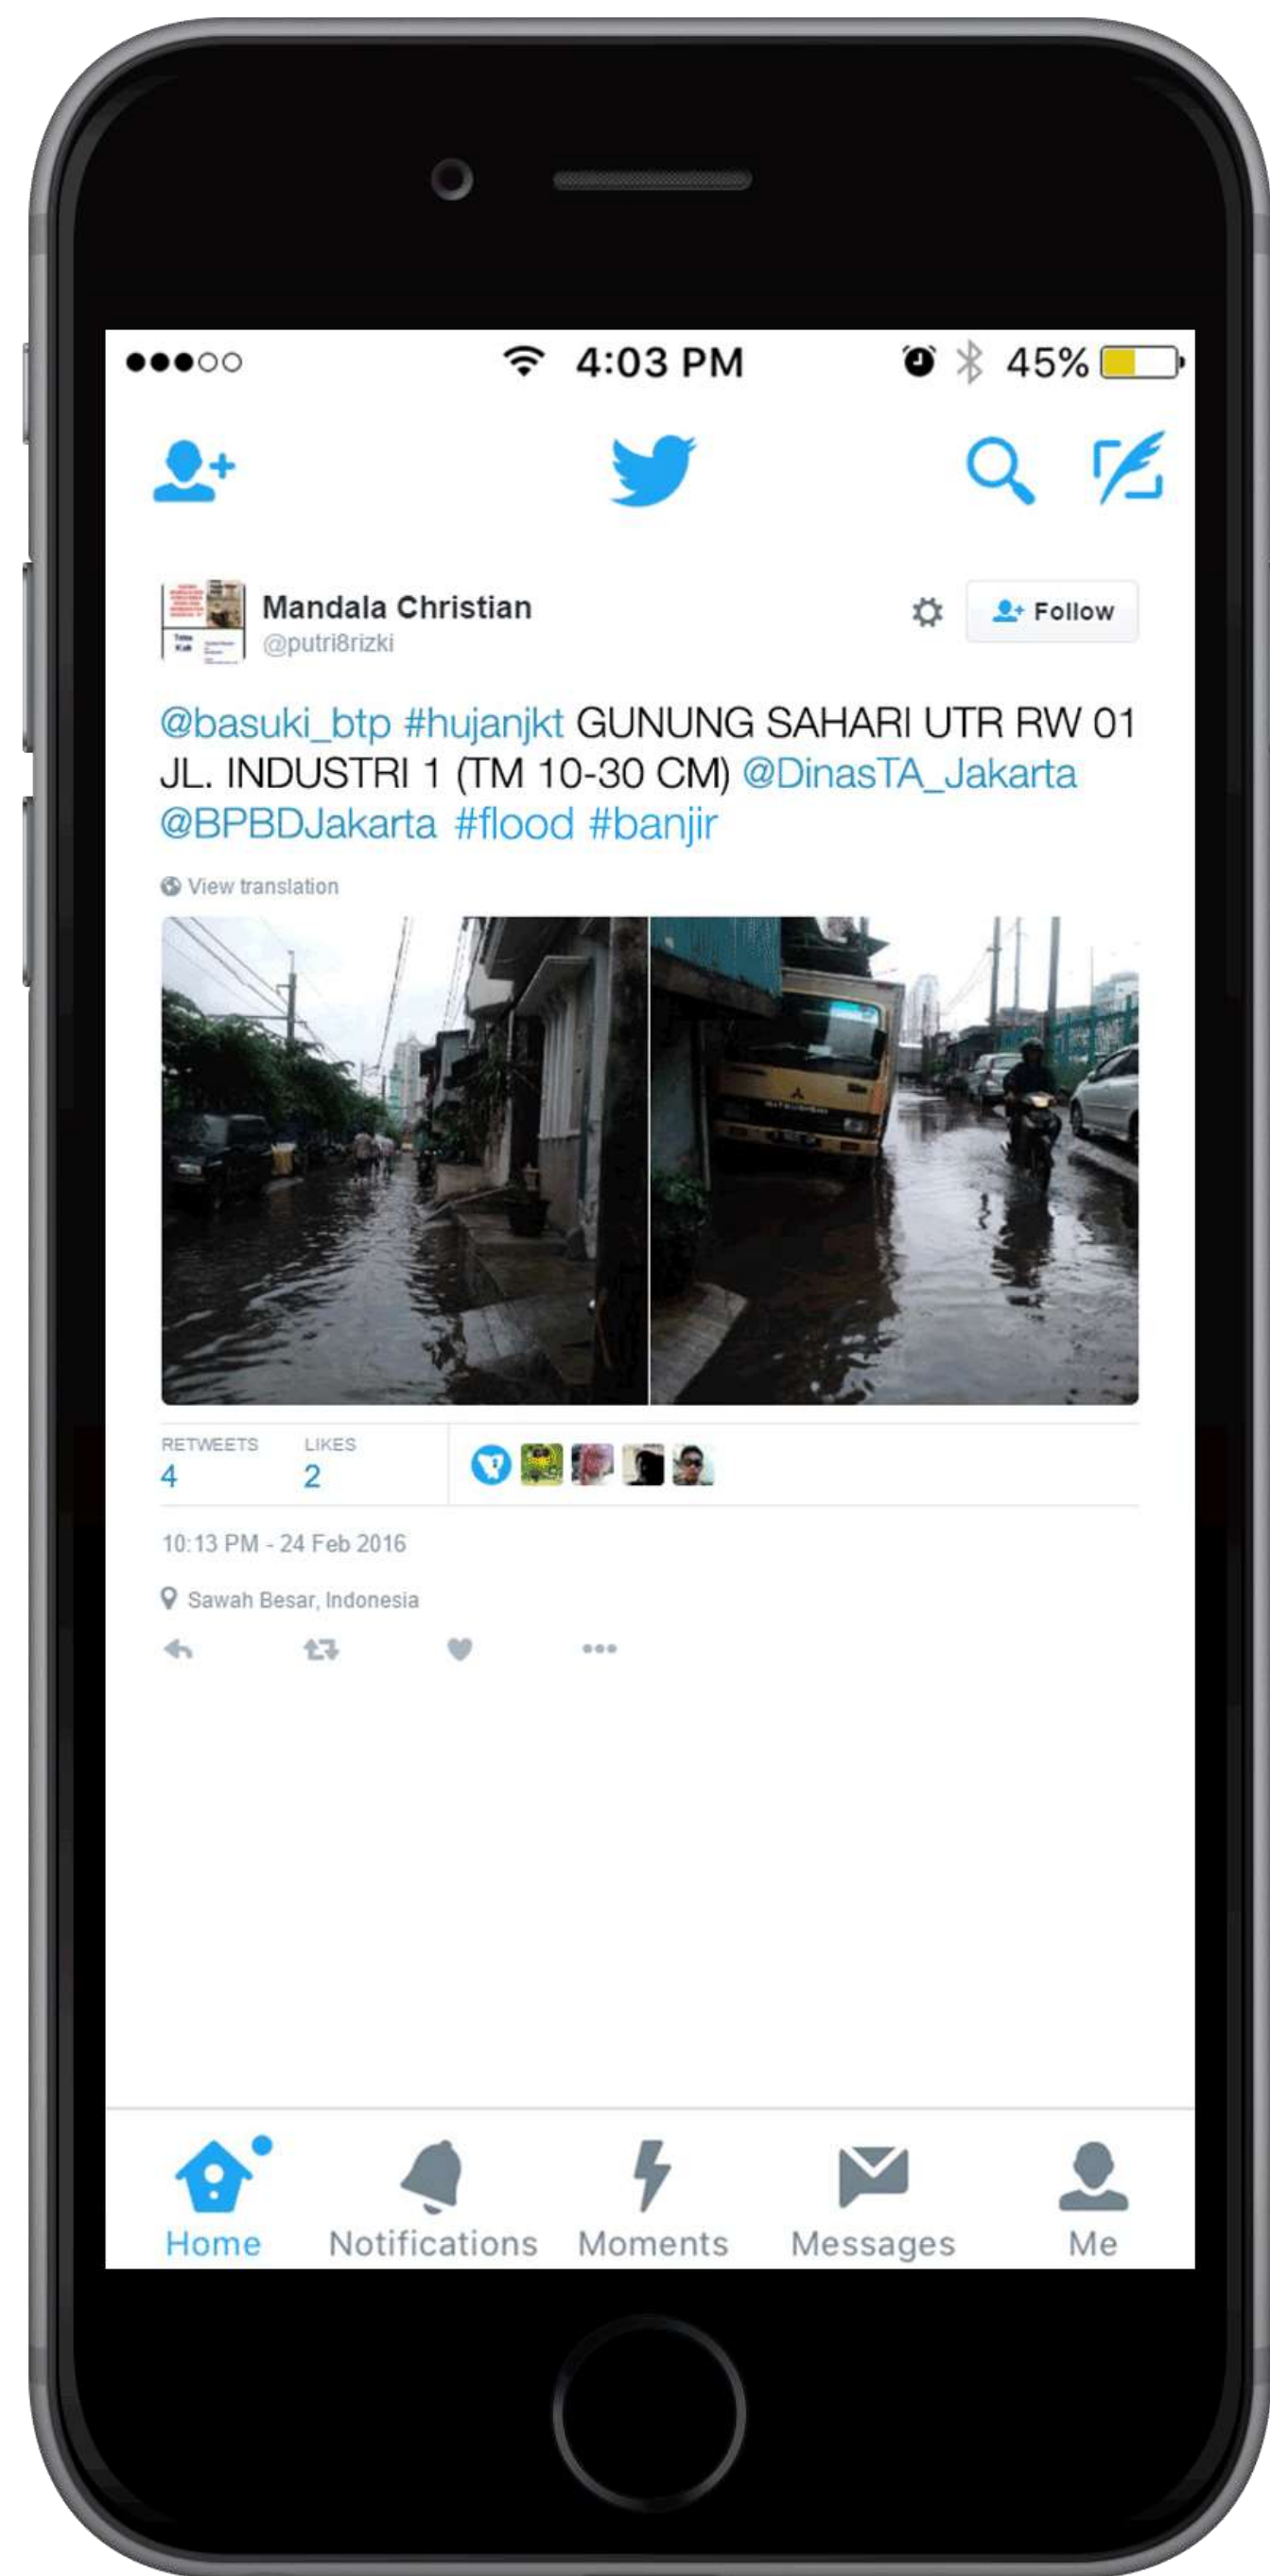 4:03 PM
45%
Mandala Christian
@putri8rizki
Follow
@basuki_btp #hujanjkt GUNUNG SAHARI UTR RW 01
JL. INDUSTRI 1 (TM 10-30 CM) @DinasTA_Jakarta
@BPBDJakarta #flood #banjir
View translation
RETWEETS LIKES
4 2
10:13 PM - 24 Feb 2016
Sawah Besar, Indonesia
Home Notifications Moments Messages Me